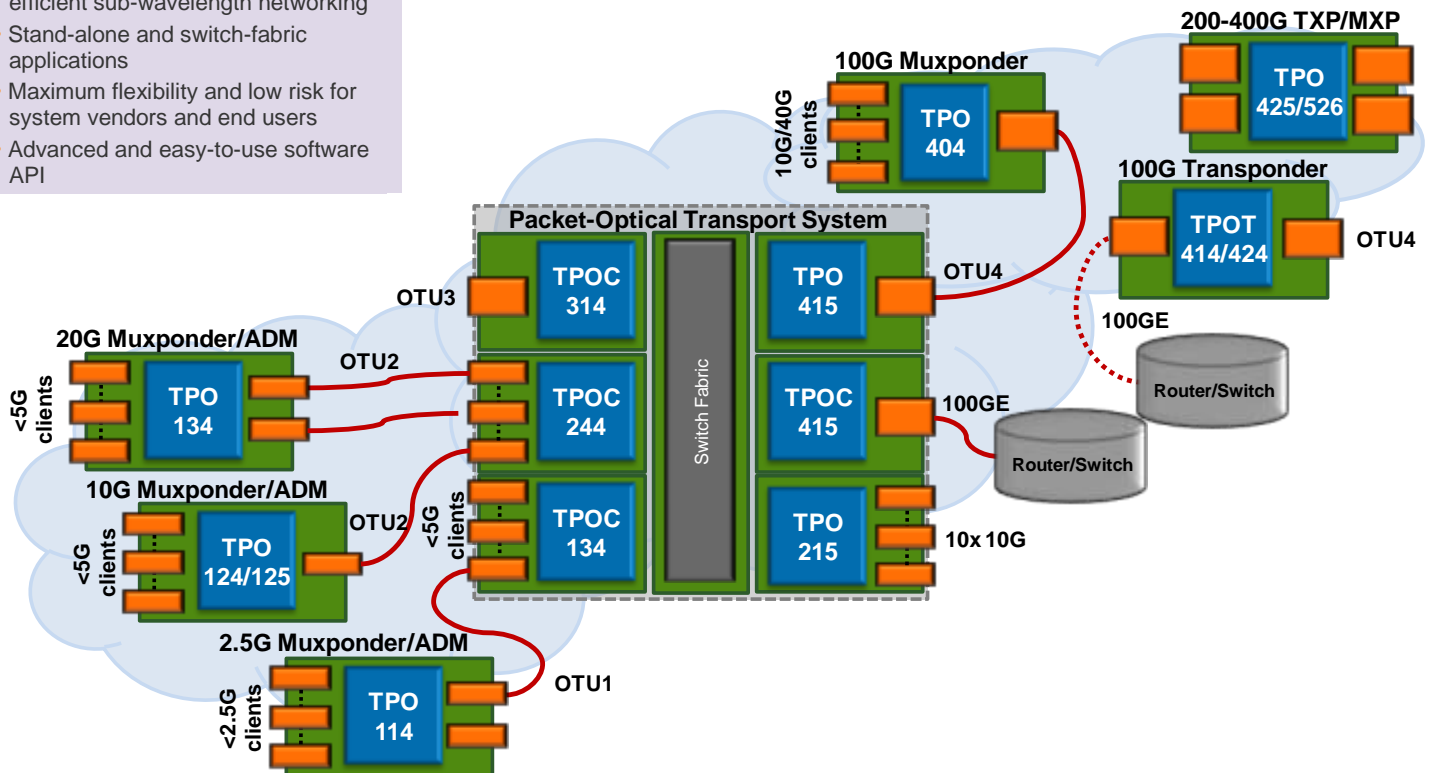 efficient sub-wavelength networking
Stand-alone and switch-fabric
applications
Maximum flexibility and low risk for
system vendors and end users
Advanced and easy-to-use software
API
200-400G TXP/MXP
TPO
425/526
100G Muxponder
10G/40G
clients
TPO
404
100G Transponder
TPOT
414/424
OTU4
Packet-Optical Transport System
OTU3
TPOC
314
TPO
415
OTU4
100GE
Router/Switch
20G Muxponder/ADM
<5G
clients
TPO
134
OTU2
TPOC
244
Switch Fabric
TPOC
415
100GE
Router/Switch
10G Muxponder/ADM
<5G
clients
TPO
124/125
OTU2
<5G
clients
TPOC
134
TPO
215
10x 10G
2.5G Muxponder/ADM
<2.5G
clients
TPO
114
OTU1